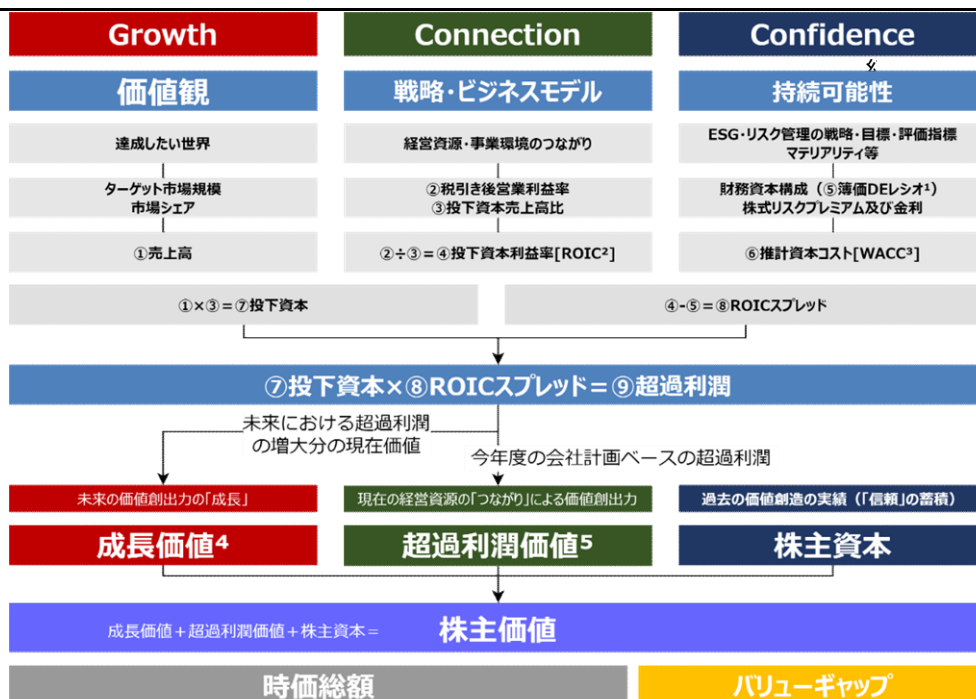 Growth
Connection
Confidence
価値観
戦略・ビジネスモデル
持続可能性
達成したい世界
経営資源・事業環境のつながり
ESG・リスク管理の戦略・目標・評価指標
マテリアリティ等
ターゲット市場規模
市場シェア
②税引き後営業利益率
③投下資本売上高比
財務資本構成（⑤簿価DEレシオ¹）
株式リスクプレミアム及び金利
①売上高
②÷③＝④投下資本利益率[ROIC²]
⑥推計資本コスト[WACC³]
①×③＝⑦投下資本
④-⑤＝⑧ROICスプレッド
⑦投下資本×⑧ROICスプレッド＝⑨超過利潤
未来における超過利潤
の増大分の現在価値
今年度の会社計画ベースの超過利潤
未来の価値創出力の「成長」
現在の経営資源の「つながり」による価値創出力
過去の価値創造の実績（「信頼」の蓄積）
成長価値⁴
超過利潤価値⁵
株主資本
成長価値＋超過利潤価値＋株主資本＝
株主価値
時価総額
バリューギャップ